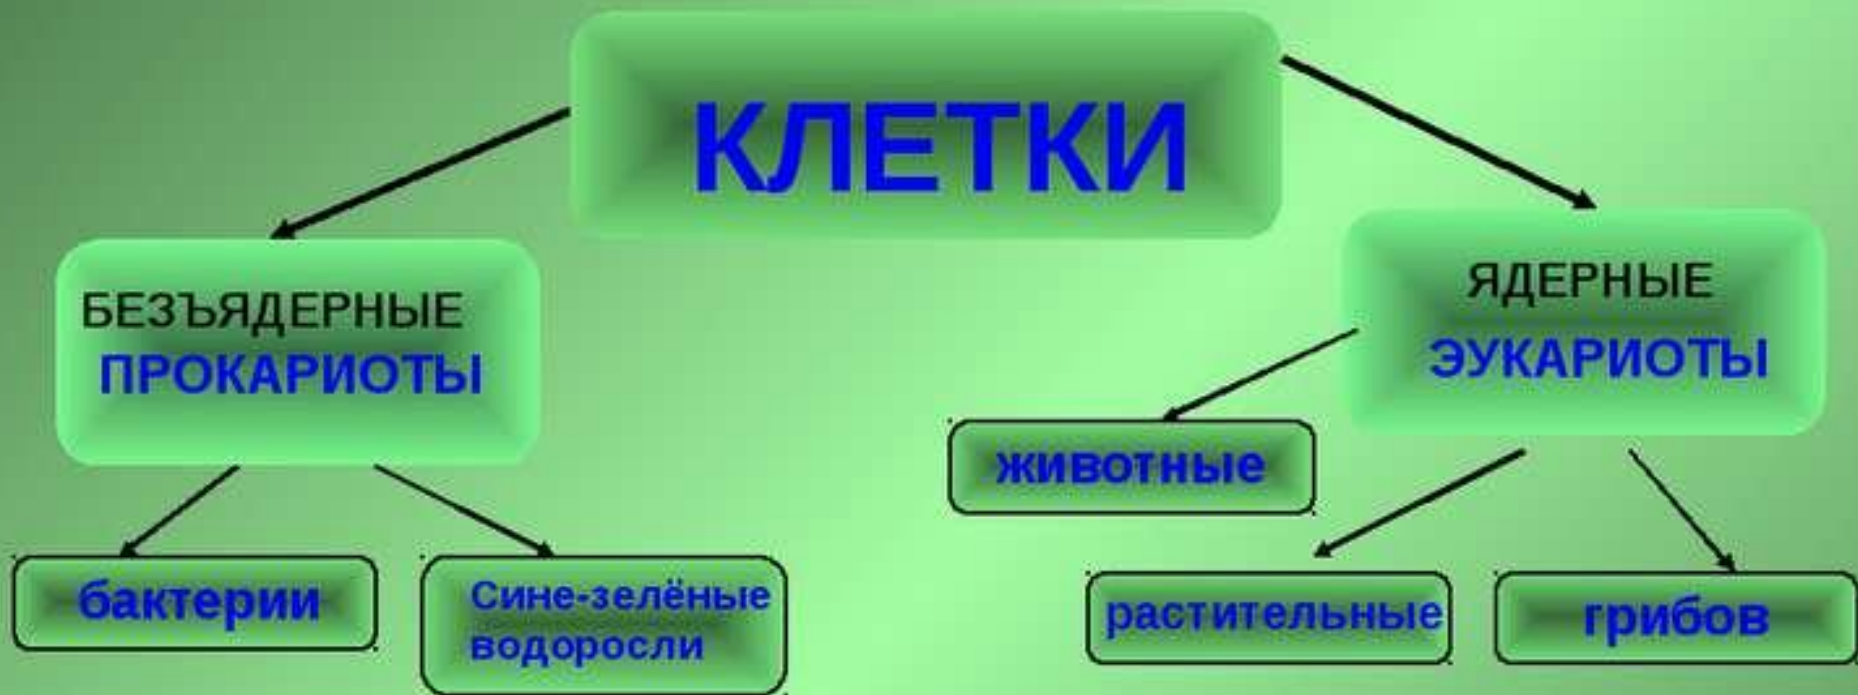 КЛЕТКИ
БЕЗЪЯДЕРНЫЕ
ПРОКАРИОТЫ
ЯДЕРНЫЕ
ЭУКАРИОТЫ
бактерии
Сине-зелёные
водоросли
животные
растительные
грибов